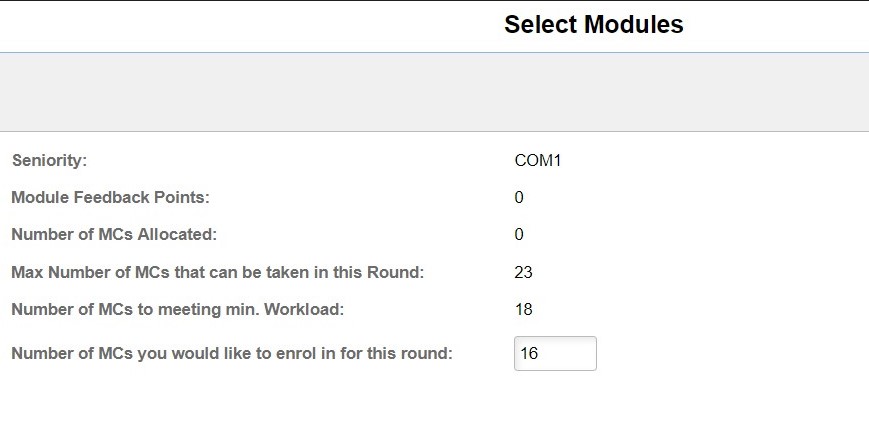 Select Modules
Seniority: COM1
Module Feedback Points: 0
Number of MCs Allocated: 0
Max Number of MCs that can be taken in this Round: 23
Number of MCs to meeting min. Workload: 18
Number of MCs you would like to enrol in for this round: 16